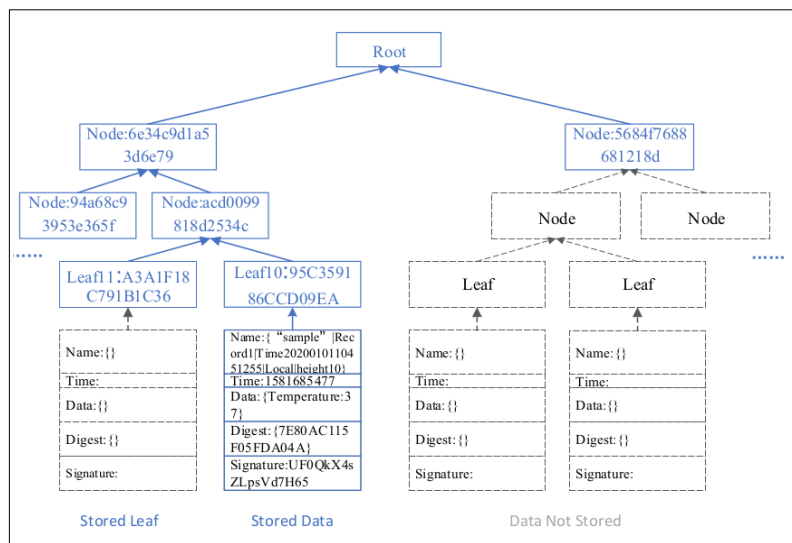 Root
Node:6e34c9d1a5
3d6e79
Node:5684f7688
681218d
Node:94a68c9
3953e365f
Node:acd0099
818d2534c
Node
Node
......
......
Leaf11:A3A1F18
C791B1C36
Leaf10:95C3591
86CCD09EA
Leaf
Leaf
Name:{}
Time:
Data:{}
Digest:{}
Signature:
Name:{ “sample” |Rec
ord1|Time20200101104
51255|Local|height10}
Time:1581685477
Data:{Temperature:3
7}
Digest:{7E80AC115
F05FDA04A}
Signature:UF0QkX4s
ZLpsVd7H65
Name:{}
Time:
Data:{}
Digest:{}
Signature:
Name:{}
Time:
Data:{}
Digest:{}
Signature:
Stored Leaf
Stored Data
Data Not Stored